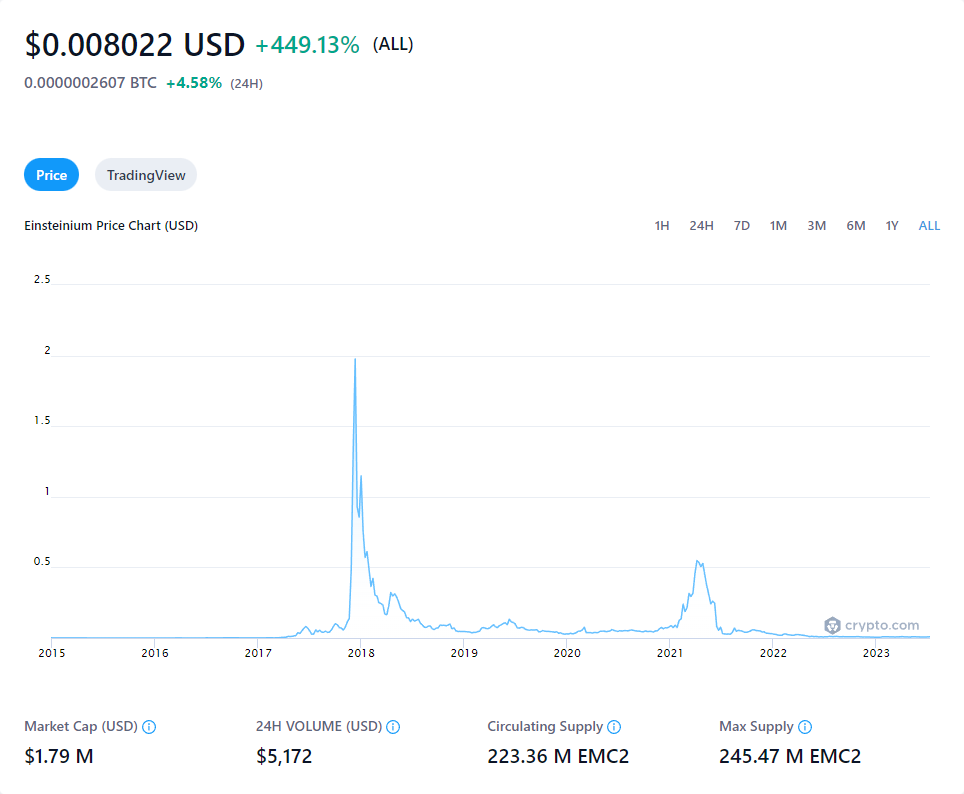 $0.008022 USD +449.13% (ALL)
0.0000002607 BTC +4.58% (24H)
Price TradingView
Einsteinium Price Chart (USD) 1H 24H 7D 1M 3M 6M 1Y ALL
2.5
2
1.5
1
0.5
crypto.com
2015 2016 2017 2018 2019 2020 2021 2022 2023
Market Cap (USD) 24H VOLUME (USD) Circulating Supply Max Supply
$1.79 M $5,172 223.36 M EMC2 245.47 M EMC2